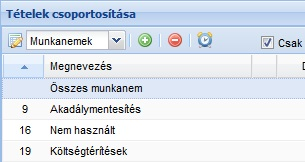 Tételek csoportosítása
Munkanemek
Csak
Megnevezés
Összes munkanem
9 Akadálymentesítés
16 Nem használt
19 Költségtérítések